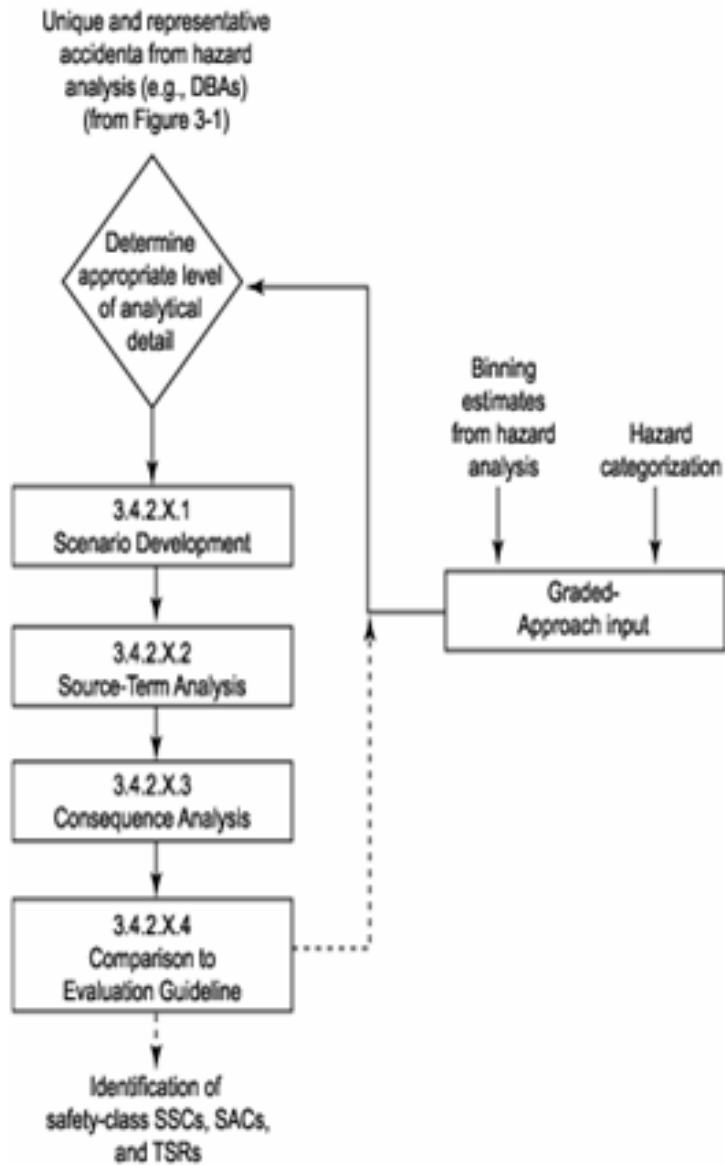 Unique and representative
accidenta from hazard
analysis (e.g., DBAs)
(from Figure 3-1)
Determine
appropriate level
of analytical
detail
Binning
estimates
from hazard
analysis
Hazard
categorization
3.4.2.X.1
Scenario Development
Graded-
Approach input
3.4.2.X.2
Source-Term Analysis
3.4.2.X.3
Consequence Analysis
3.4.2.X.4
Comparison to
Evaluation Guideline
Identification of
safety-class SSCs, SACs,
and TSRs